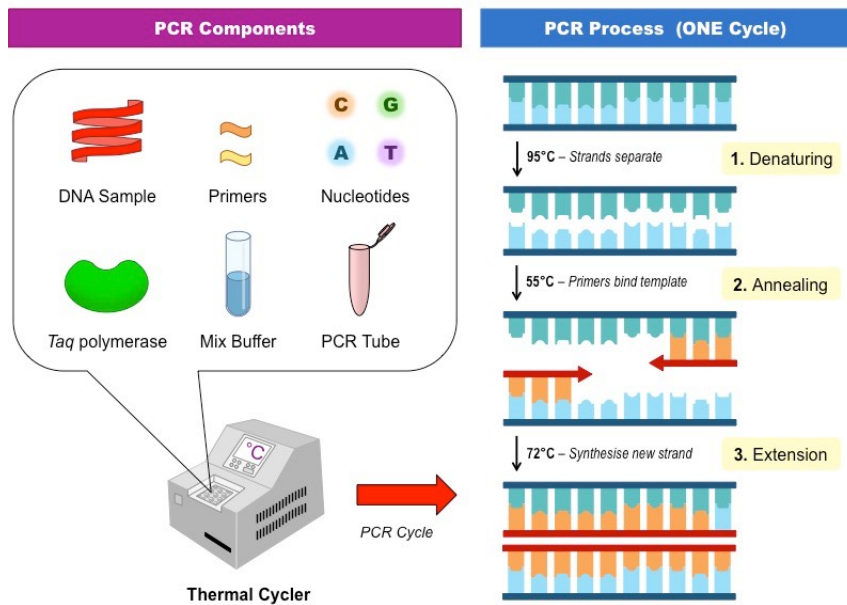 PCR Components
DNA Sample
Primers
C
G
A
T
Nucleotides
Taq polymerase
Mix Buffer
PCR Tube
°C
Thermal Cycler
PCR Cycle
PCR Process (ONE Cycle)
95°C – Strands separate
1. Denaturing
55°C – Primers bind template
2. Annealing
72°C – Synthesise new strand
3. Extension